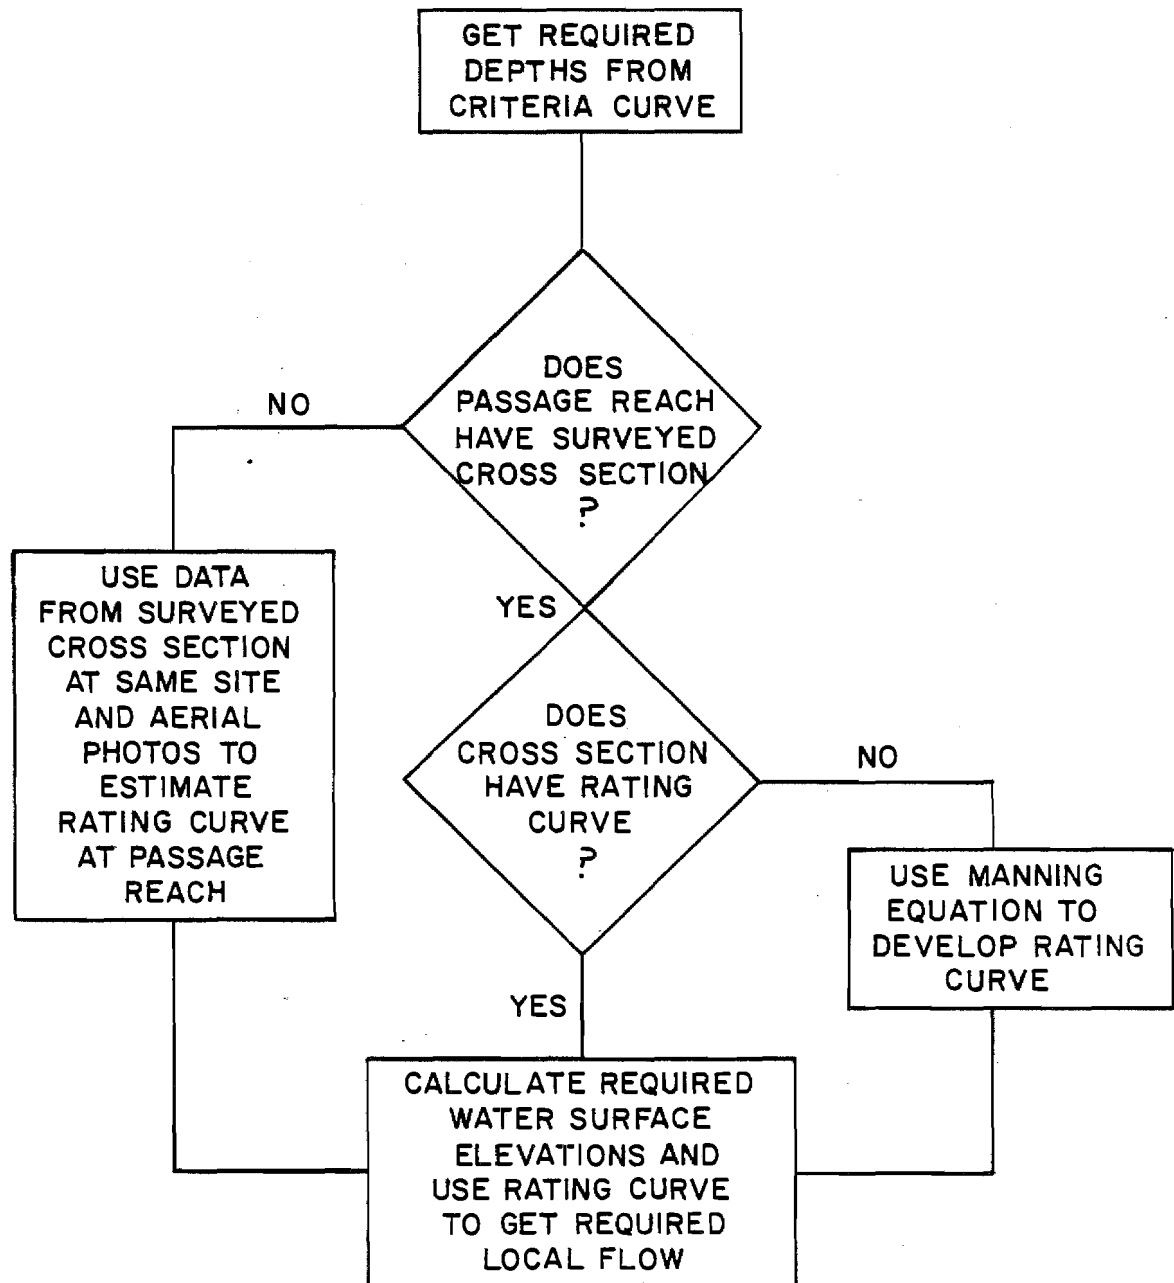 GET REQUIRED
DEPTHS FROM
CRITERIA CURVE
DOES
PASSAGE REACH
HAVE SURVEYED
CROSS SECTION
?
NO
YES
USE DATA
FROM SURVEYED
CROSS SECTION
AT SAME SITE
AND AERIAL
PHOTOS TO
ESTIMATE
RATING CURVE
AT PASSAGE
REACH
DOES
CROSS SECTION
HAVE RATING
CURVE
?
NO
YES
USE MANNING
EQUATION TO
DEVELOP RATING
CURVE
CALCULATE REQUIRED
WATER SURFACE
ELEVATIONS AND
USE RATING CURVE
TO GET REQUIRED
LOCAL FLOW